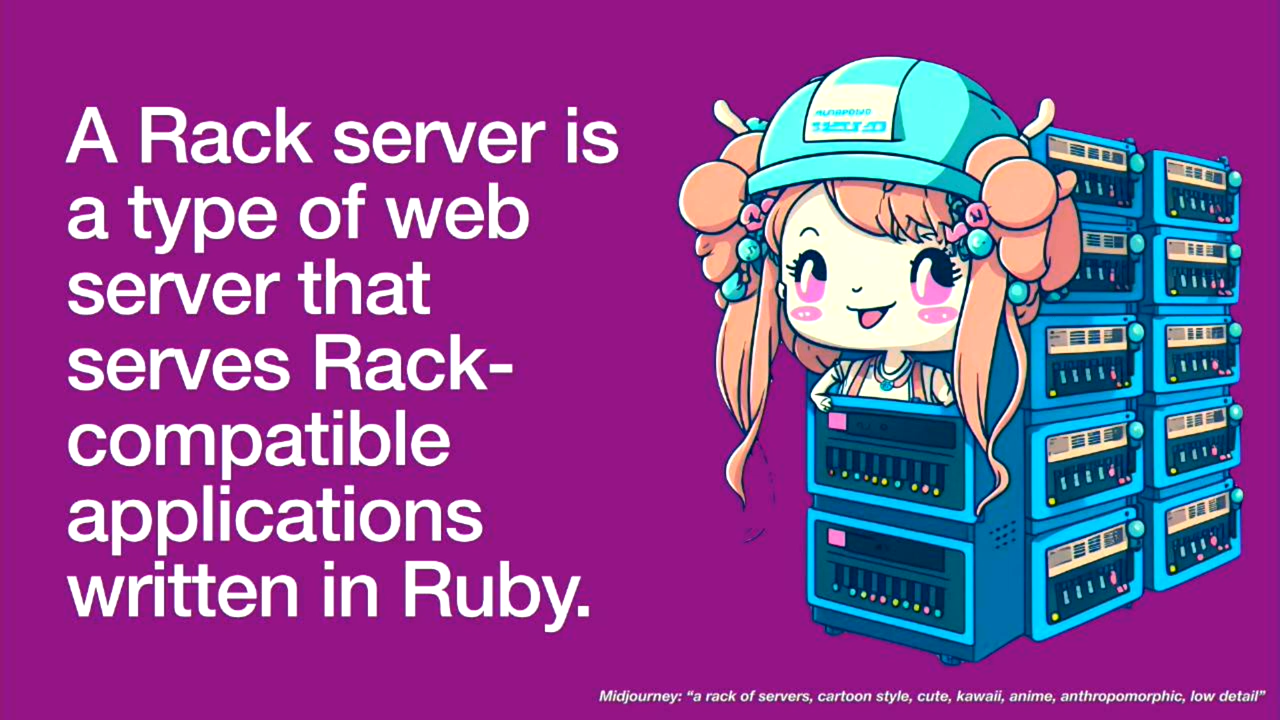 A Rack server is
a type of web
server that
serves Rack-
compatible
applications
written in Ruby.
Midjourney: “a rack of servers, cartoon style, cute, kawaii, anime, anthropomorphic, low detail”